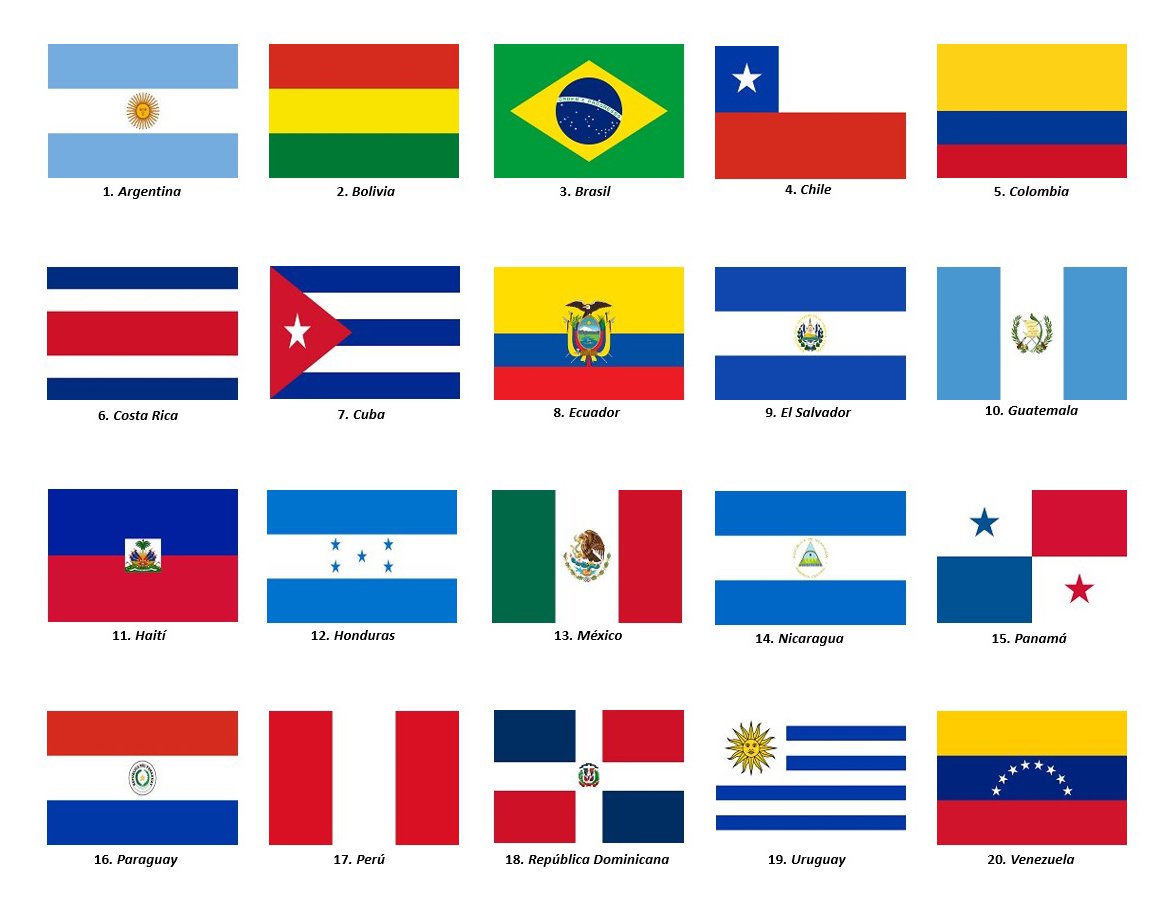 1. Argentina
2. Bolivia
3. Brasil
4. Chile
5. Colombia
6. Costa Rica
7. Cuba
8. Ecuador
9. El Salvador
10. Guatemala
11. Haití
12. Honduras
13. México
14. Nicaragua
15. Panamá
16. Paraguay
17. Perú
18. República Dominicana
19. Uruguay
20. Venezuela